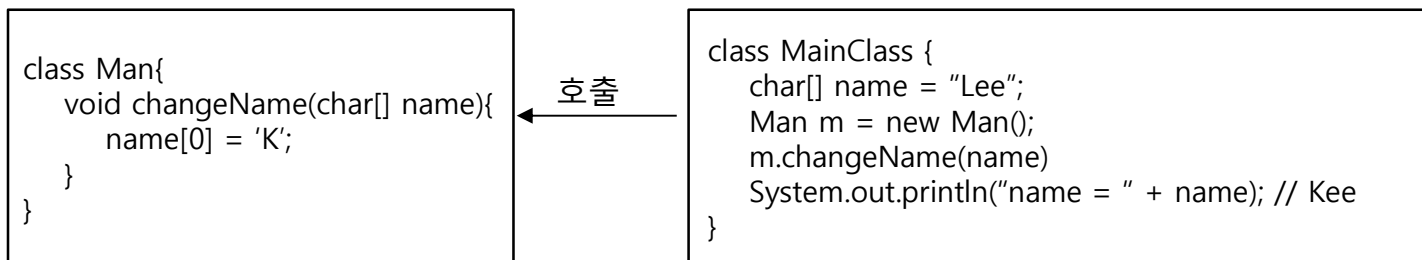 class Man{
void changeName(char[] name){
name[0] = ‘K’;
}
}
호출
class MainClass {
char[] name = “Lee”;
Man m = new Man();
m.changeName(name)
System.out.println(“name = ” + name); // Kee
}